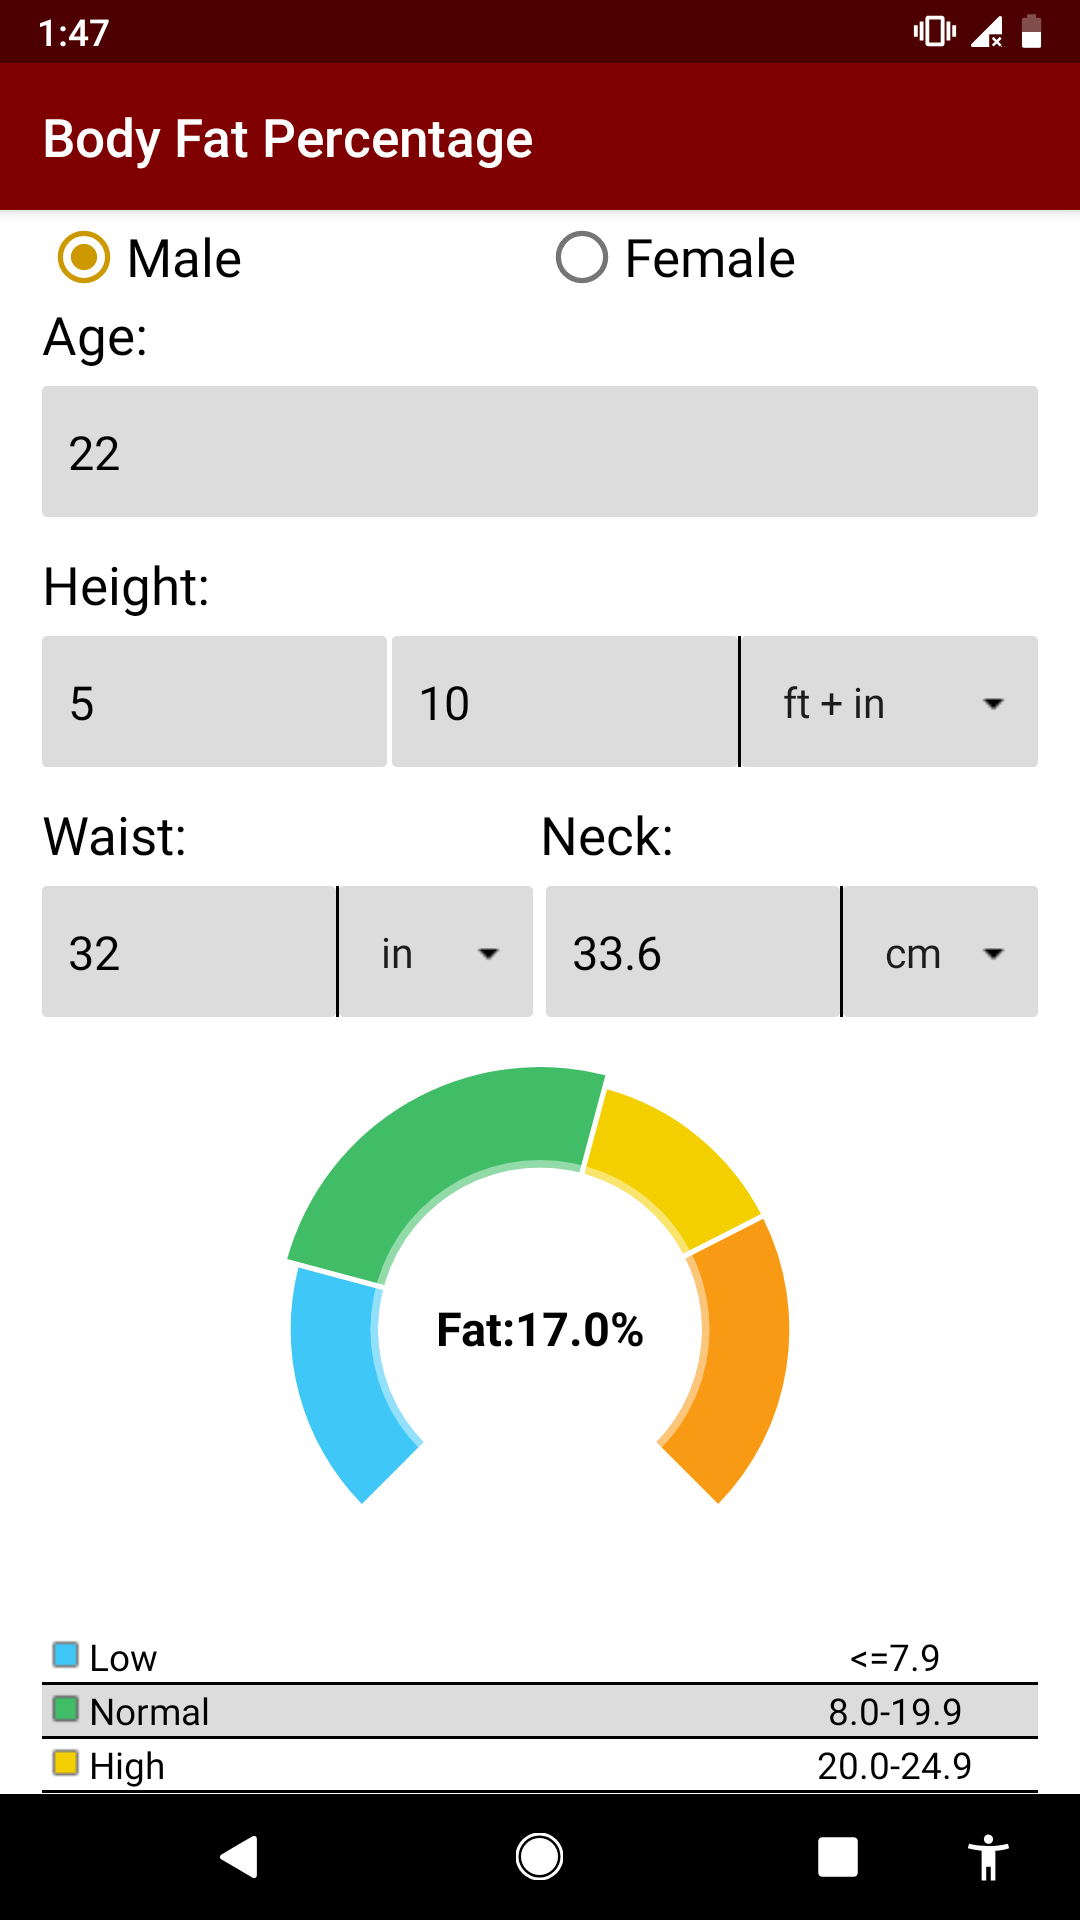 1:47
Body Fat Percentage
Male Female
Age:
22
Height:
5 10 ft + in
Waist: Neck:
32 in 33.6 cm
Fat:17.0%
Low <=7.9
Normal 8.0-19.9
High 20.0-24.9